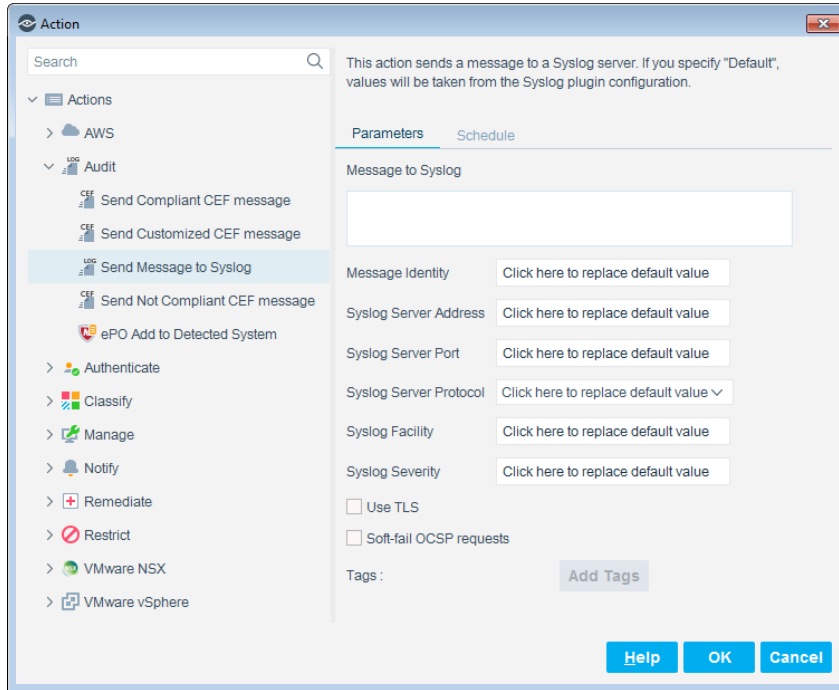 Action
Search
Actions
AWS
LOG
Audit
CEF
Send Compliant CEF message
CEF
Send Customized CEF message
LOG
Send Message to Syslog
CEF
Send Not Compliant CEF message
ePO Add to Detected System
Authenticate
Classify
Manage
Notify
Remediate
Restrict
NSX
VMware NSX
VMware vSphere
This action sends a message to a Syslog server. If you specify "Default",
values will be taken from the Syslog plugin configuration.
Parameters Schedule
Message to Syslog
Message Identity Click here to replace default value
Syslog Server Address Click here to replace default value
Syslog Server Port Click here to replace default value
Syslog Server Protocol Click here to replace default value
Syslog Facility Click here to replace default value
Syslog Severity Click here to replace default value
Use TLS
Soft-fail OCSP requests
Tags : Add Tags
Help OK Cancel